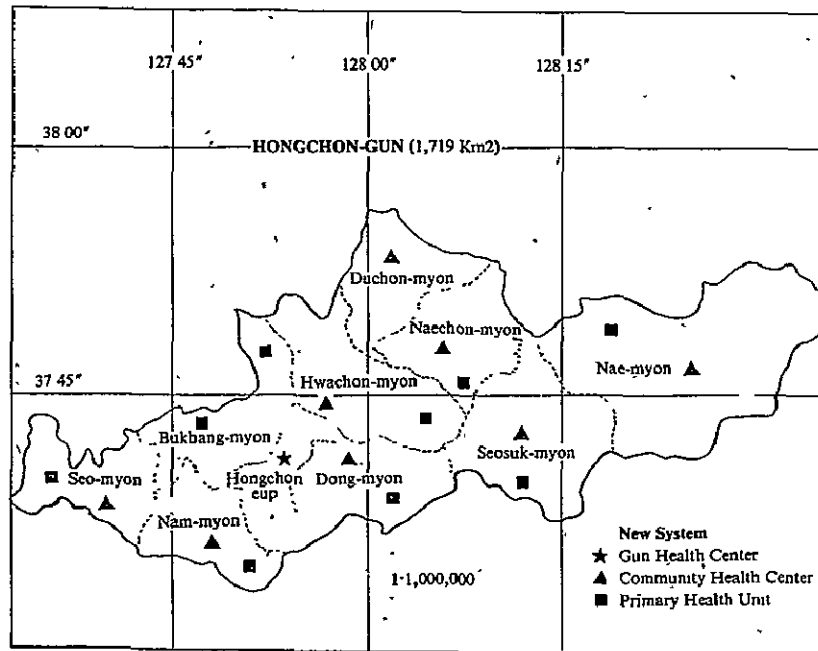 127 45″
128 00″
128 15″
38 00″
HONGCHON-GUN (1,719 Km2)
Duchon-myon
Naechon-myon
Nae-myon
37 45″
Hwachon-myon
Bukbang-myon
Seosuk-myon
Seo-myon
Hongchon
eup
Dong-myon
Nam-myon
1·1,000,000
New System
Gun Health Center
Community Health Center
Primary Health Unit